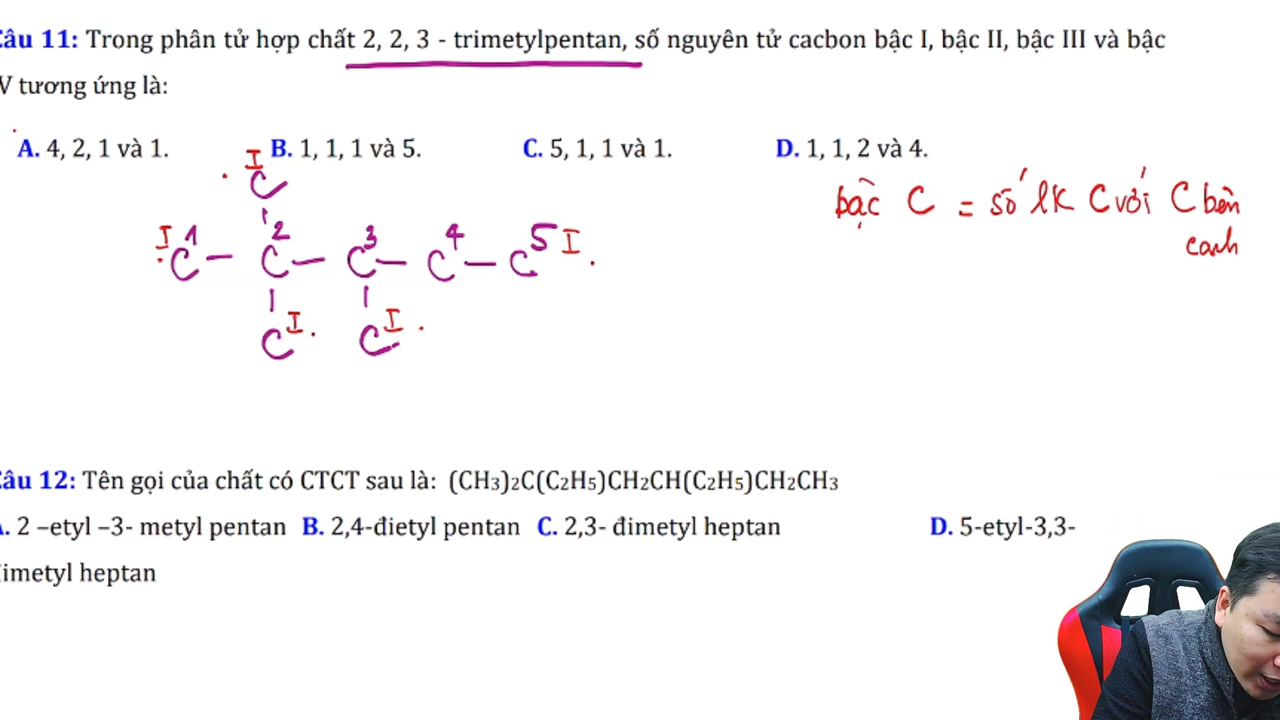 âu 11: Trong phân tử hợp chất 2, 2, 3 - trimetylpentan, số nguyên tử cacbon bậc I, bậc II, bậc III và bậc
V tương ứng là:
A. 4, 2, 1 và 1. B. 1, 1, 1 và 5. C. 5, 1, 1 và 1. D. 1, 1, 2 và 4.
I
C
bậc C = số lk C với C bên
cạnh
I 1 2 3 4 5 I
C – C – C – C – C
C I C I
âu 12: Tên gọi của chất có CTCT sau là: (CH3)2C(C2H5)CH2CH(C2H5)CH2CH3
. 2 –etyl –3- metyl pentan B. 2,4-đietyl pentan C. 2,3- đimetyl heptan D. 5-etyl-3,3-
imetyl heptan